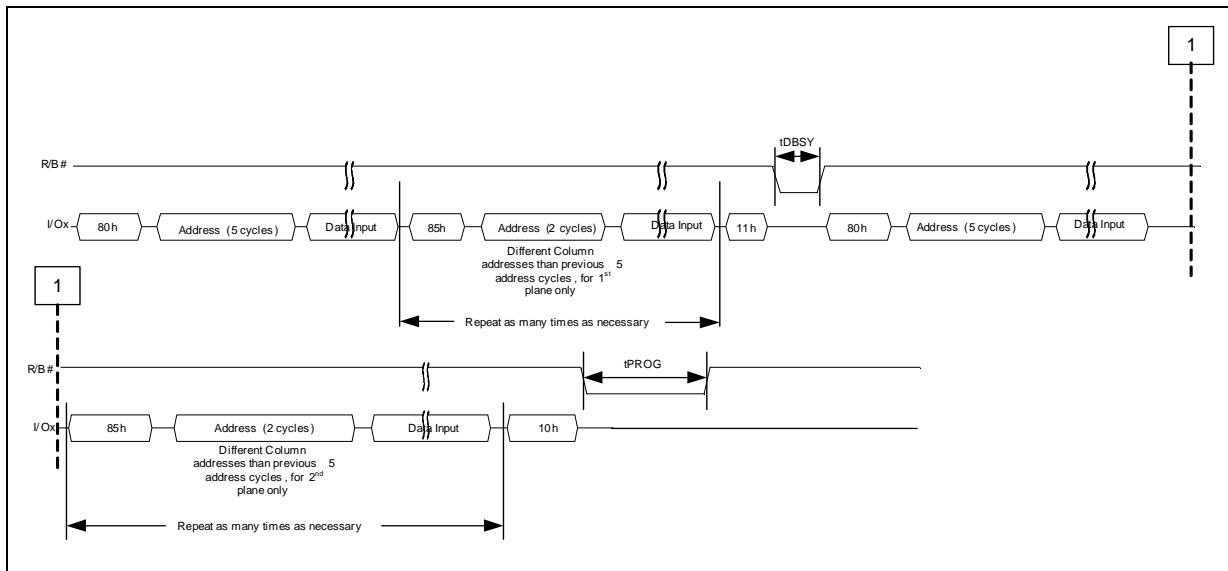 1
tDBSY
R/B#
I/Ox
80h
Address (5 cycles)
Data Input
85h
Address (2 cycles)
Data Input
11h
80h
Address (5 cycles)
Data Input
Different Column
addresses than previous 5
address cycles , for 1st
plane only
Repeat as many times as necessary
1
tPROG
R/B#
I/Ox
85h
Address (2 cycles)
Data Input
10h
Different Column
addresses than previous 5
address cycles , for 2nd
plane only
Repeat as many times as necessary